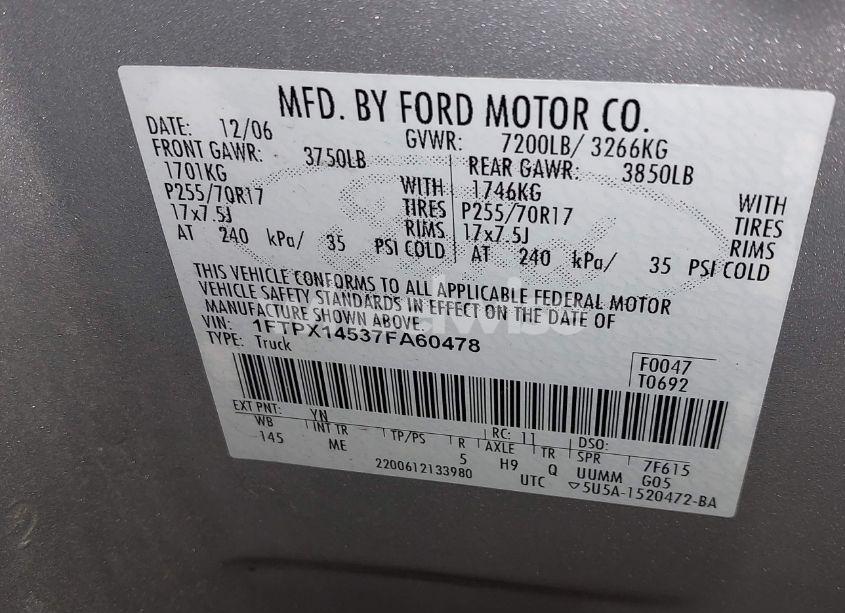 MFD. BY FORD MOTOR CO.
DATE: 12/06 GVWR: 7200LB/ 3266KG
FRONT GAWR: 3750LB REAR GAWR: 3850LB
1701KG WITH 1746KG WITH
P255/70R17 TIRES P255/70R17 TIRES
17x7.5J RIMS 17x7.5J RIMS
AT 240 kPa/ 35 PSI COLD AT 240 kPa/ 35 PSI COLD
THIS VEHICLE CONFORMS TO ALL APPLICABLE FEDERAL MOTOR
VEHICLE SAFETY STANDARDS IN EFFECT ON THE DATE OF
MANUFACTURE SHOWN ABOVE.
VIN: 1FTPX14537FA60478
TYPE: Truck
F0047
T0692
EXT PNT: YN RC: 11 DSO:
WB INT TR TP/PS R AXLE TR SPR 7F615
145 ME 5 H9 Q UUMM G05
2200612133980 UTC ▽5U5A-1520472-BA